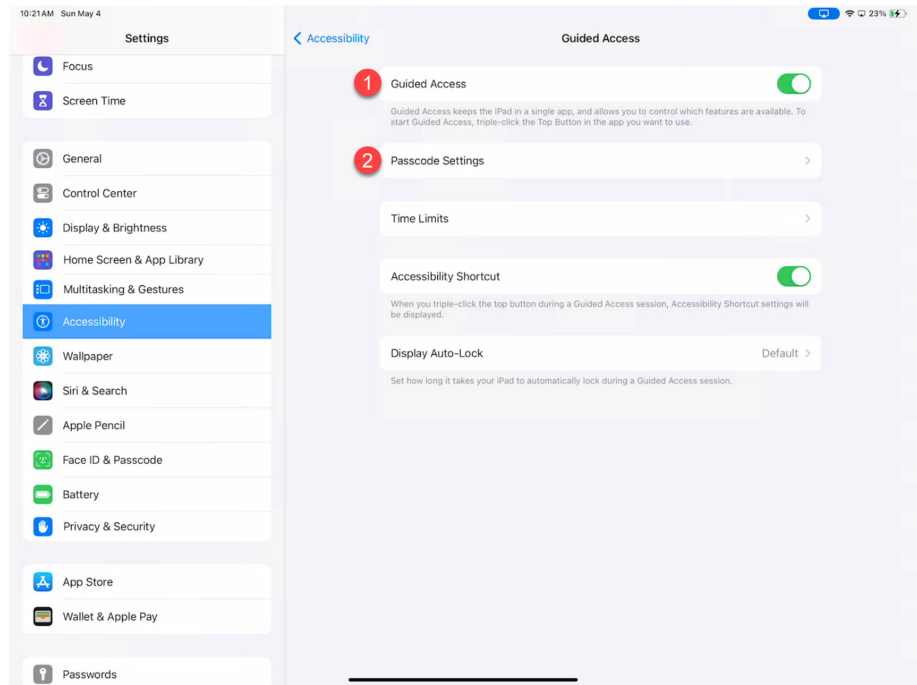 10:21 AM Sun May 4
23%
Settings
Focus
Screen Time
General
Control Center
Display & Brightness
Home Screen & App Library
Multitasking & Gestures
Accessibility
Wallpaper
Siri & Search
Apple Pencil
Face ID & Passcode
Battery
Privacy & Security
App Store
Wallet & Apple Pay
Passwords
Accessibility
Guided Access
1
Guided Access
Guided Access keeps the iPad in a single app, and allows you to control which features are available. To
start Guided Access, triple-click the Top Button in the app you want to use.
2
Passcode Settings
Time Limits
Accessibility Shortcut
When you triple-click the top button during a Guided Access session, Accessibility Shortcut settings will
be displayed.
Display Auto-Lock
Default
Set how long it takes your iPad to automatically lock during a Guided Access session.